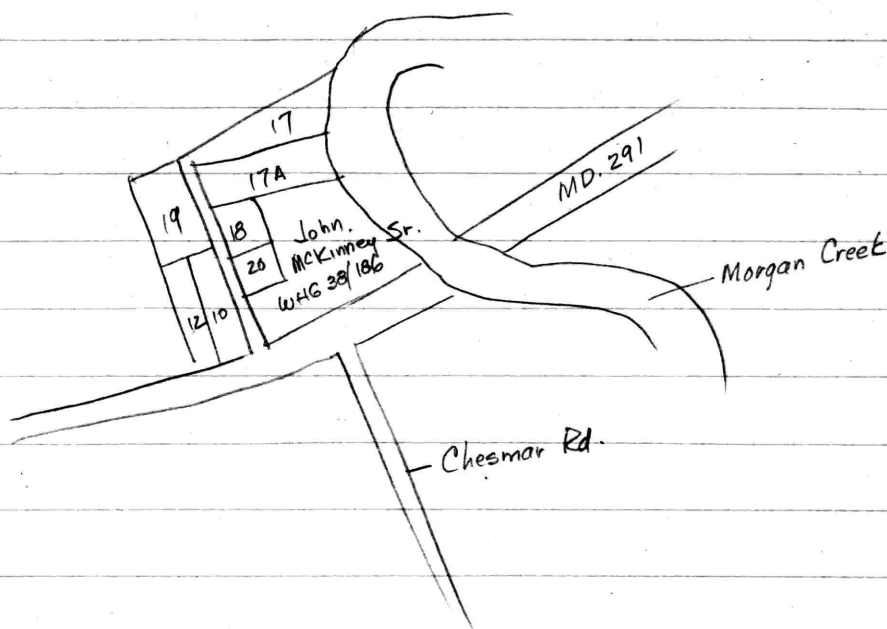 17
17A
MD. 291
19
18
John.
McKinney Sr.
20
WHG 38/186
12
10
Morgan Creek
Chesmar Rd.